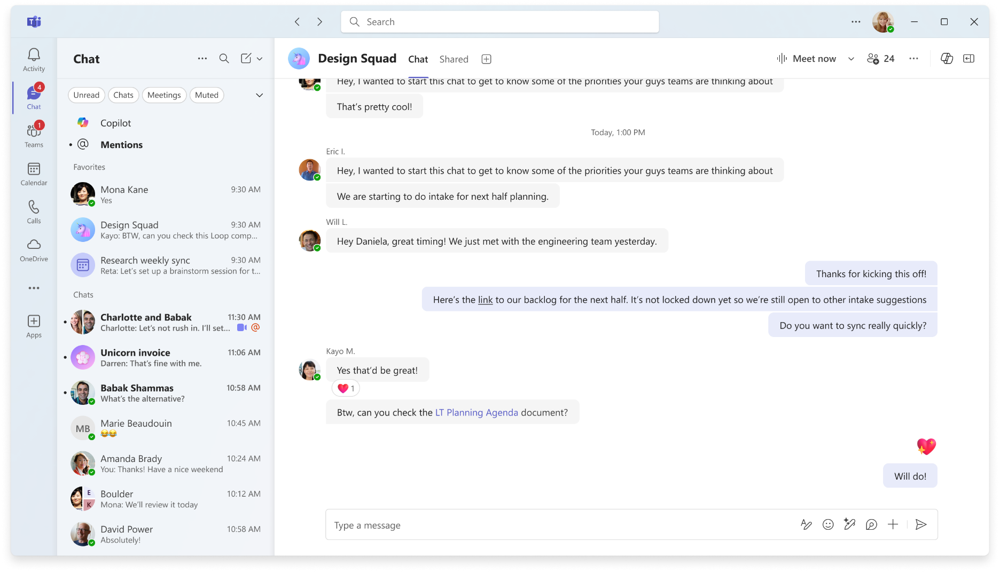 Search
Activity
4
Chat
1
Teams
Calendar
Calls
OneDrive
Apps
Chat
Unread
Chats
Meetings
Muted
Copilot
@ Mentions
Favorites
Mona Kane 9:30 AM
Yes
Design Squad 9:30 AM
Kayo: BTW, can you check this Loop comp...
Research weekly sync 9:30 AM
Reta: Let’s set up a brainstorm session for t...
Chats
Charlotte and Babak 11:30 AM
Charlotte: Let’s not rush in. I’ll set... @
Unicorn invoice 11:06 AM
Darren: That’s fine with me.
Babak Shammas 10:58 AM
What’s the alternative?
MB
Marie Beaudouin 10:45 AM
😂😂
Amanda Brady 10:24 AM
You: Thanks! Have a nice weekend
E
K
Boulder 10:12 AM
Mona: We’ll review it today
David Power 10:58 AM
Absolutely!
Design Squad Chat Shared Meet now 24
Hey, I wanted to start this chat to get to know some of the priorities your guys teams are thinking about
That’s pretty cool!
Today, 1:00 PM
Eric I.
Hey, I wanted to start this chat to get to know some of the priorities your guys teams are thinking about
We are starting to do intake for next half planning.
Will L.
Hey Daniela, great timing! We just met with the engineering team yesterday.
Thanks for kicking this off!
Here’s the link to our backlog for the next half. It’s not locked down yet so we’re still open to other intake suggestions
Do you want to sync really quickly?
Kayo M.
Yes that’d be great!
❤️ 1
Btw, can you check the LT Planning Agenda document?
💖
Will do!
Type a message